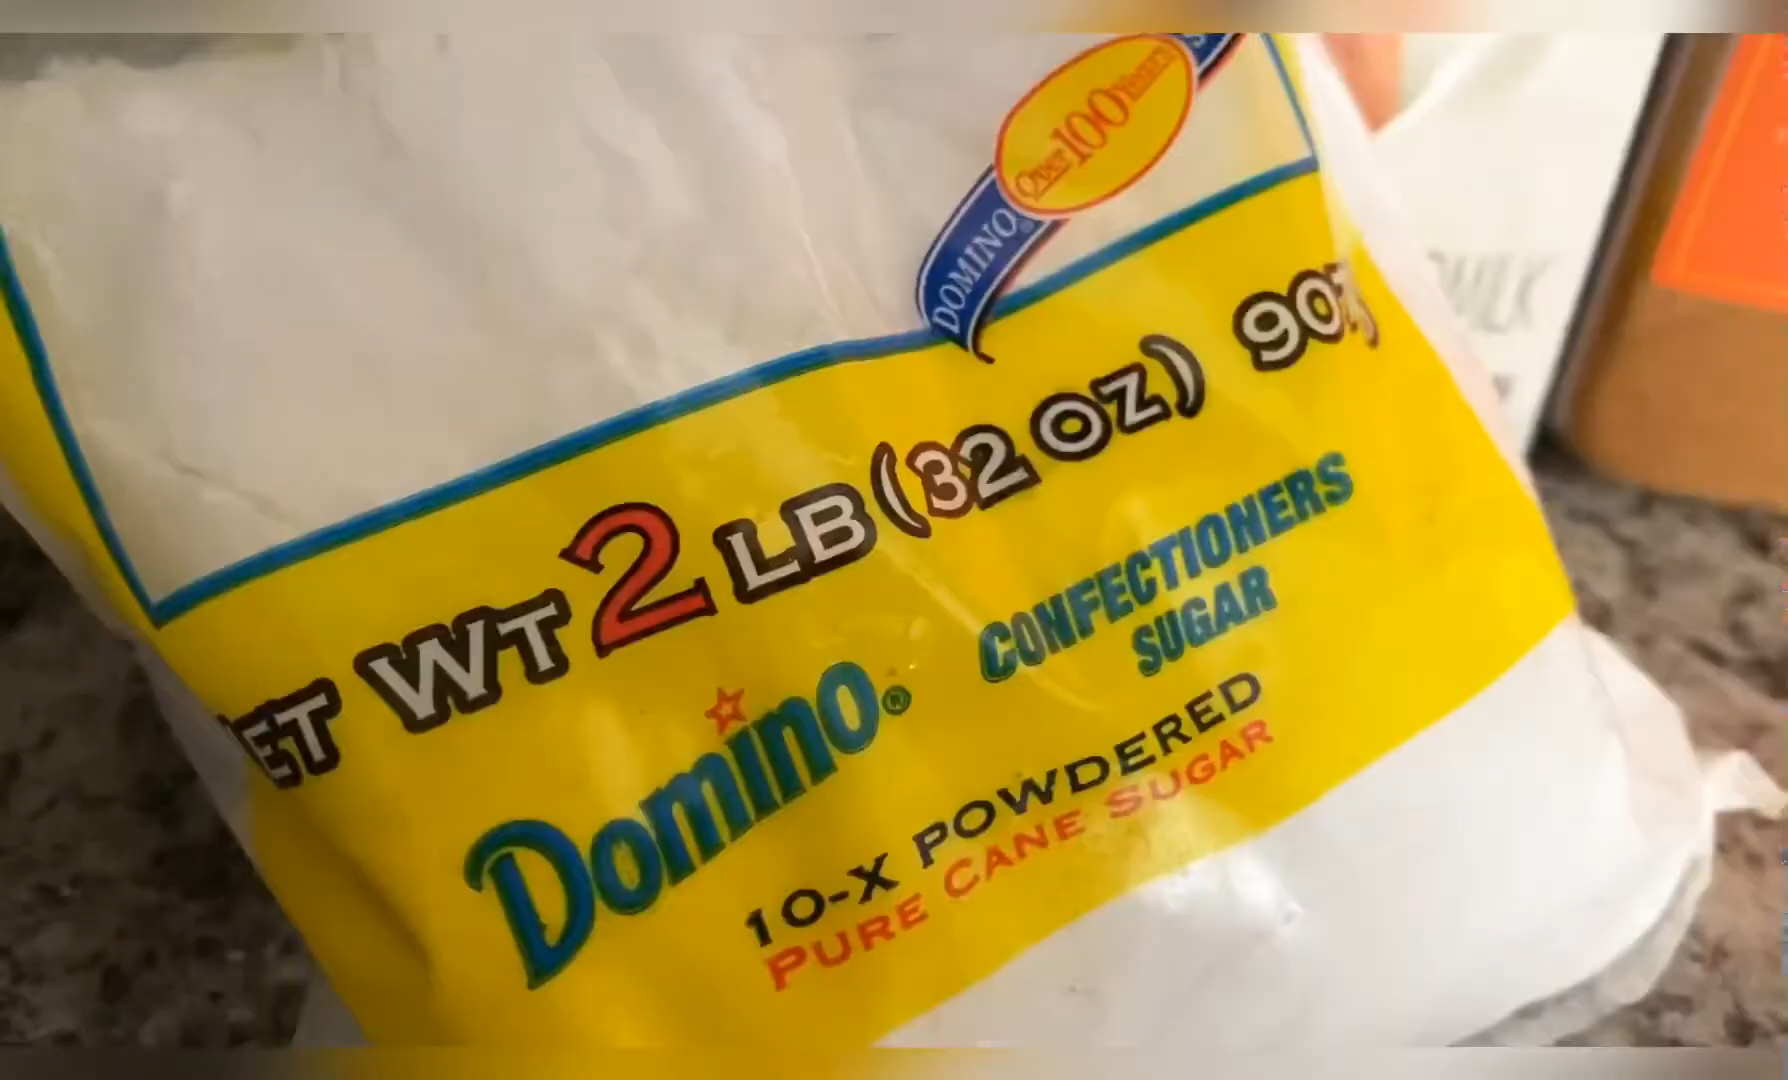 Over 100 Years
DOMINO
ET WT 2 LB (32 OZ) 907
Domino®
CONFECTIONERS
SUGAR
10-X POWDERED
PURE CANE SUGAR